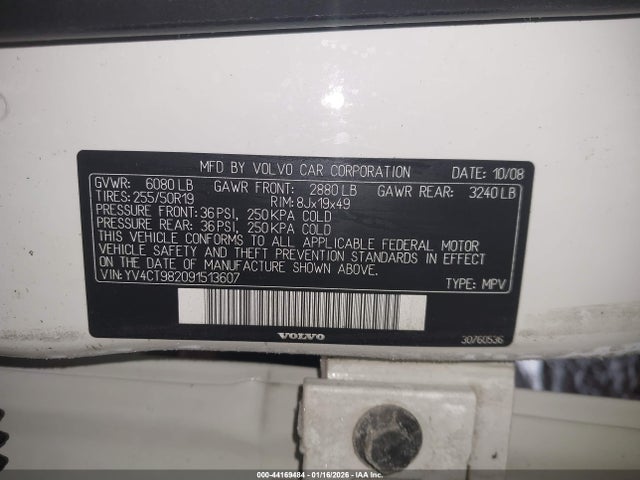 MFD BY VOLVO CAR CORPORATION DATE: 10/08
GVWR: 6080 LB GAWR FRONT: 2880 LB GAWR REAR: 3240 LB
TIRES: 255/50R19 RIM: 8Jx19x49
PRESSURE FRONT: 36 PSI, 250 KPA COLD
PRESSURE REAR: 36 PSI, 250 KPA COLD
THIS VEHICLE CONFORMS TO ALL APPLICABLE FEDERAL MOTOR
VEHICLE SAFETY AND THEFT PREVENTION STANDARDS IN EFFECT
ON THE DATE OF MANUFACTURE SHOWN ABOVE.
VIN: YV4CT982091513607 TYPE: MPV
VOLVO 30760536
000-44169484 - 01/16/2026 - © IAA Inc.